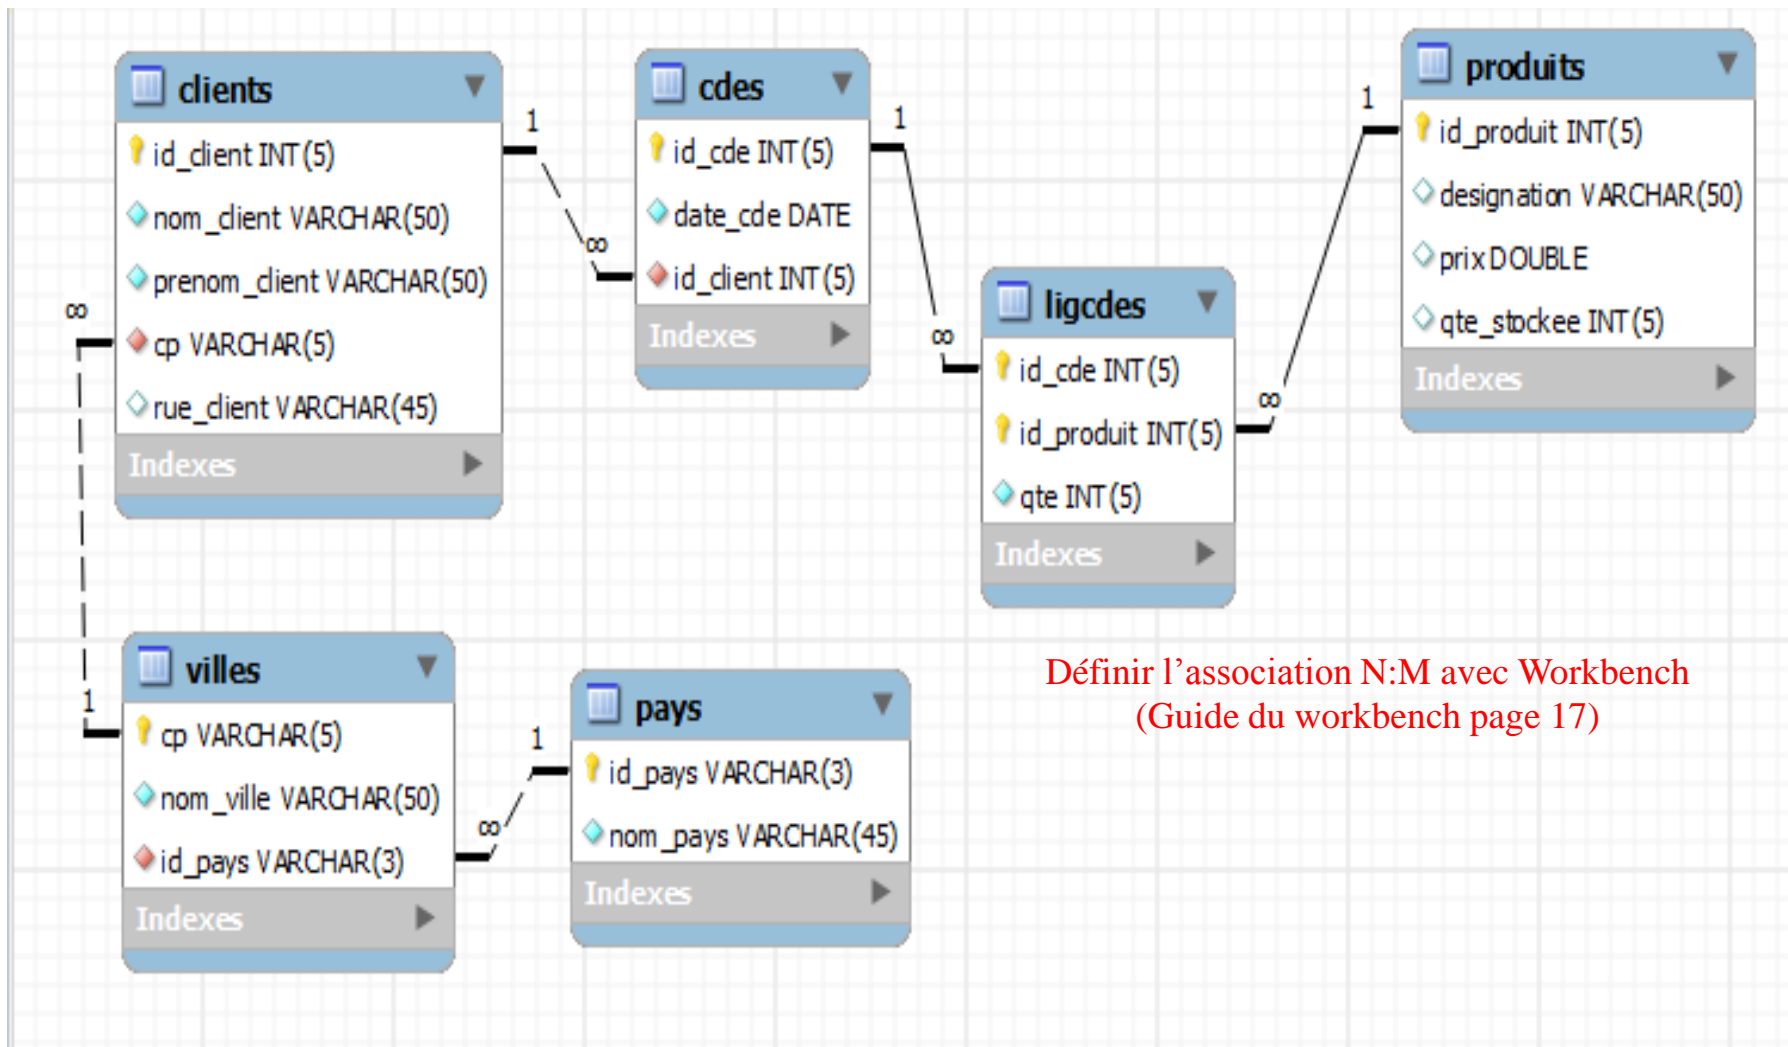 clients
id_client INT(5)
nom_client VARCHAR(50)
prenom_client VARCHAR(50)
cp VARCHAR(5)
rue_client VARCHAR(45)
Indexes
1
∞
∞
1
cdes
id_cde INT(5)
date_cde DATE
id_client INT(5)
Indexes
1
∞
ligcdes
id_cde INT(5)
id_produit INT(5)
qte INT(5)
Indexes
1
∞
produits
id_produit INT(5)
designation VARCHAR(50)
prix DOUBLE
qte_stockee INT(5)
Indexes
villes
cp VARCHAR(5)
nom_ville VARCHAR(50)
id_pays VARCHAR(3)
Indexes
1
∞
pays
id_pays VARCHAR(3)
nom_pays VARCHAR(45)
Indexes
Définir l’association N:M avec Workbench
(Guide du workbench page 17)